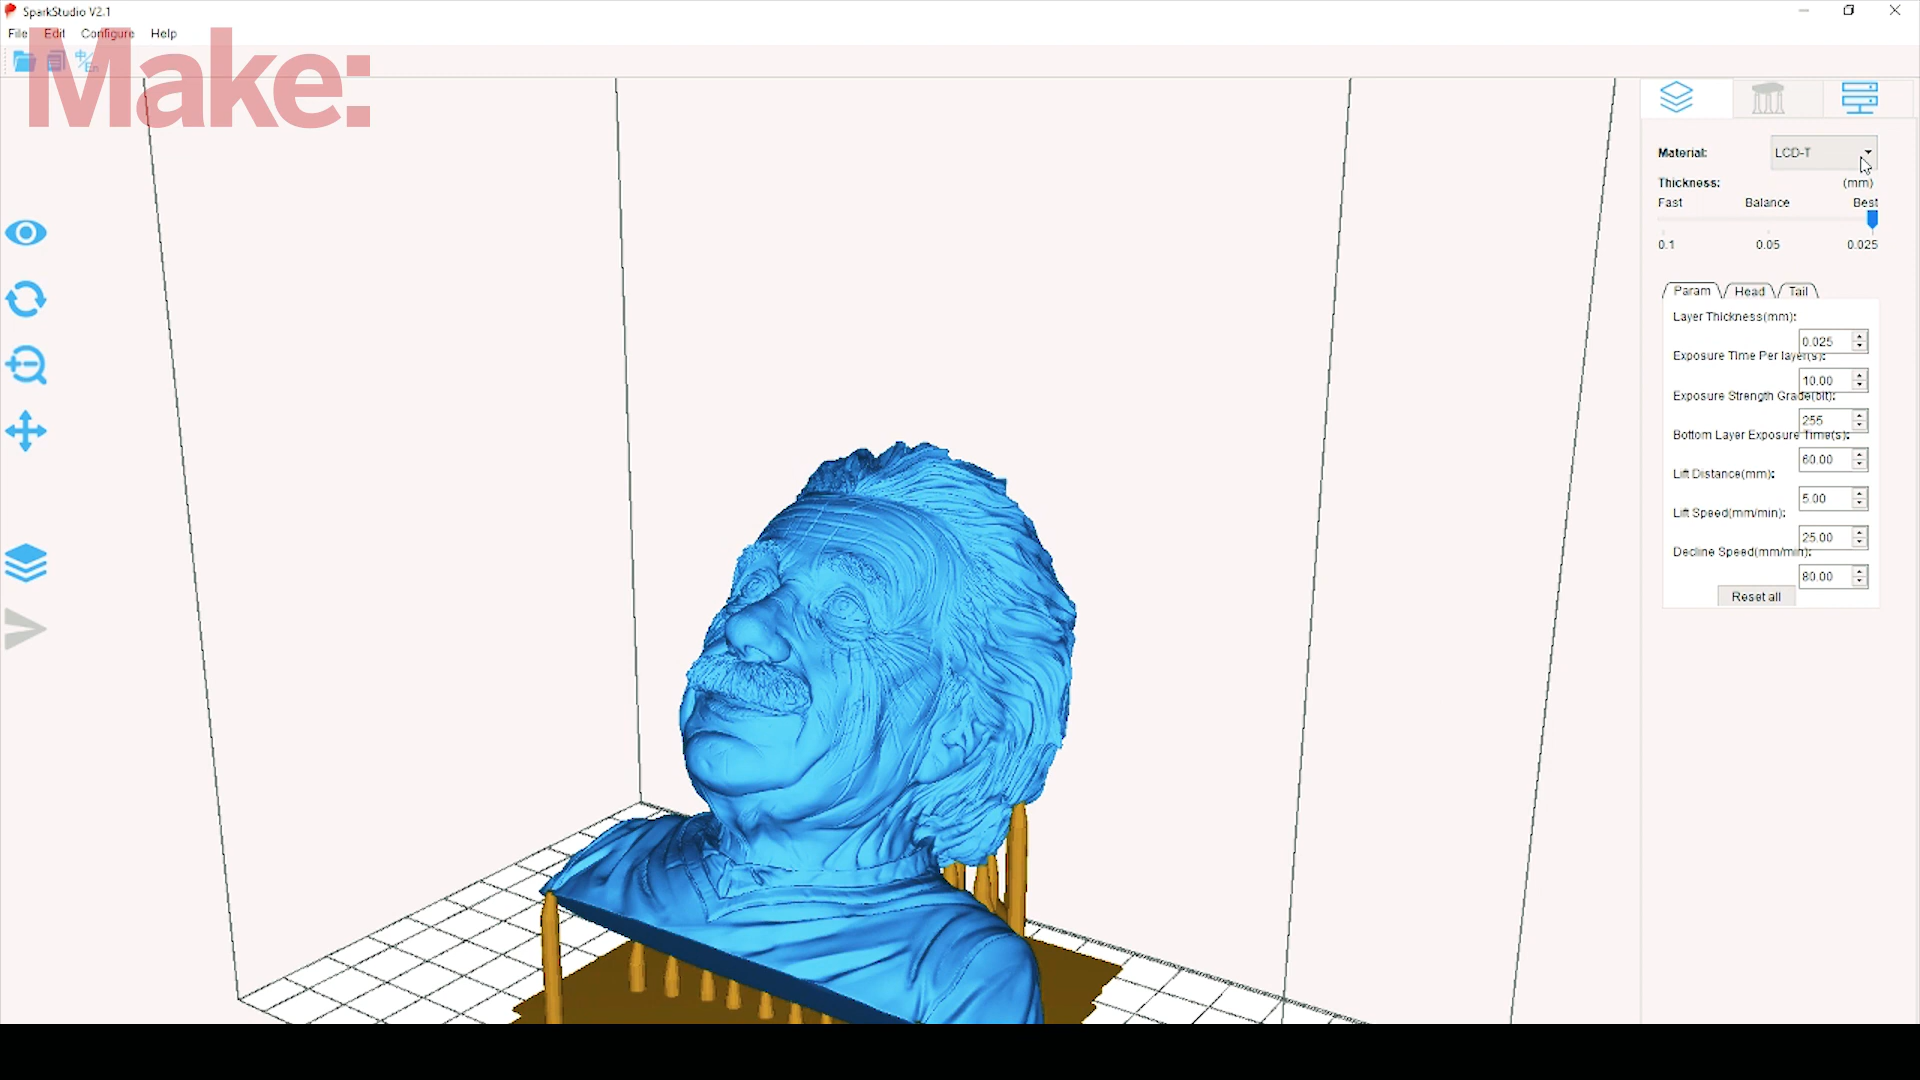 SparkStudio V2.1
File Edit Configure Help
Make:
Material: LCD-T
Thickness: (mm)
Fast Balance Best
0.1 0.05 0.025
Param Head Tail
Layer Thickness(mm):
0.025
Exposure Time Per layer(s):
10.00
Exposure Strength Grade(bit):
255
Bottom Layer Exposure Time(s):
60.00
Lift Distance(mm):
5.00
Lift Speed(mm/min):
25.00
Decline Speed(mm/min):
80.00
Reset all